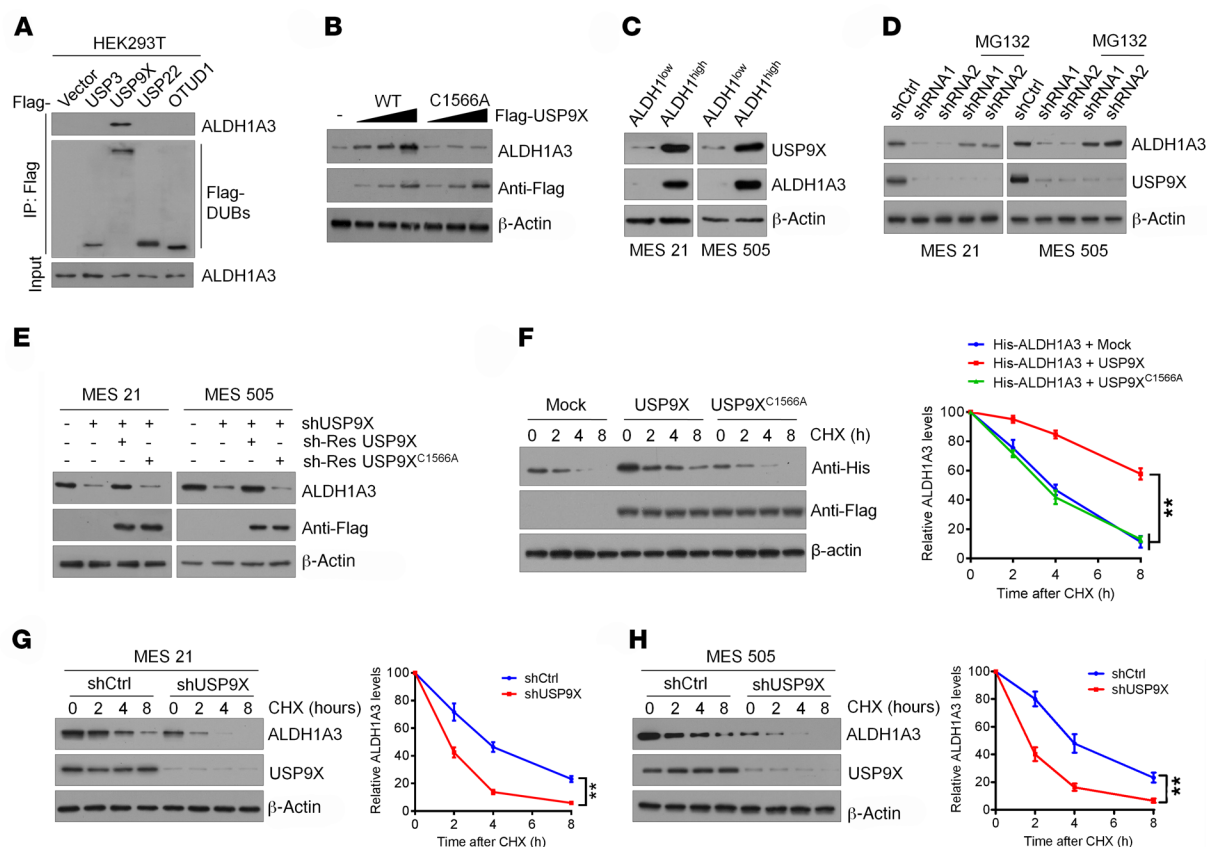 A
HEK293T
Flag- Vector USP3 USP9X USP22 OTUD1
IP: Flag
ALDH1A3
Flag-
DUBs
Input
ALDH1A3
B
WT C1566A
- Flag-USP9X
ALDH1A3
Anti-Flag
β-Actin
C
ALDH1low ALDH1high ALDH1low ALDH1high
USP9X
ALDH1A3
β-Actin
MES 21 MES 505
D
MG132 MG132
shCtrl shRNA1 shRNA2 shRNA1 shRNA2 shCtrl shRNA1 shRNA2 shRNA1 shRNA2
ALDH1A3
USP9X
β-Actin
MES 21 MES 505
E
MES 21 MES 505
- + + + - + + + shUSP9X
- - + - - - + - sh-Res USP9X
- - - + - - - + sh-Res USP9XC1566A
ALDH1A3
Anti-Flag
β-Actin
F
Mock USP9X USP9XC1566A
0 2 4 8 0 2 4 8 0 2 4 8 CHX (h)
Anti-His
Anti-Flag
β-actin
His-ALDH1A3 + Mock
His-ALDH1A3 + USP9X
His-ALDH1A3 + USP9XC1566A
Relative ALDH1A3 levels
100
80
60
40
20
0
**
0 2 4 6 8
Time after CHX (h)
G
MES 21
shCtrl shUSP9X
0 2 4 8 0 2 4 8 CHX (hours)
ALDH1A3
USP9X
β-Actin
shCtrl
shUSP9X
Relative ALDH1A3 levels
100
80
60
40
20
0
**
0 2 4 6 8
Time after CHX (h)
H
MES 505
shCtrl shUSP9X
0 2 4 8 0 2 4 8 CHX (hours)
ALDH1A3
USP9X
β-Actin
shCtrl
shUSP9X
Relative ALDH1A3 levels
100
80
60
40
20
0
**
0 2 4 6 8
Time after CHX (h)